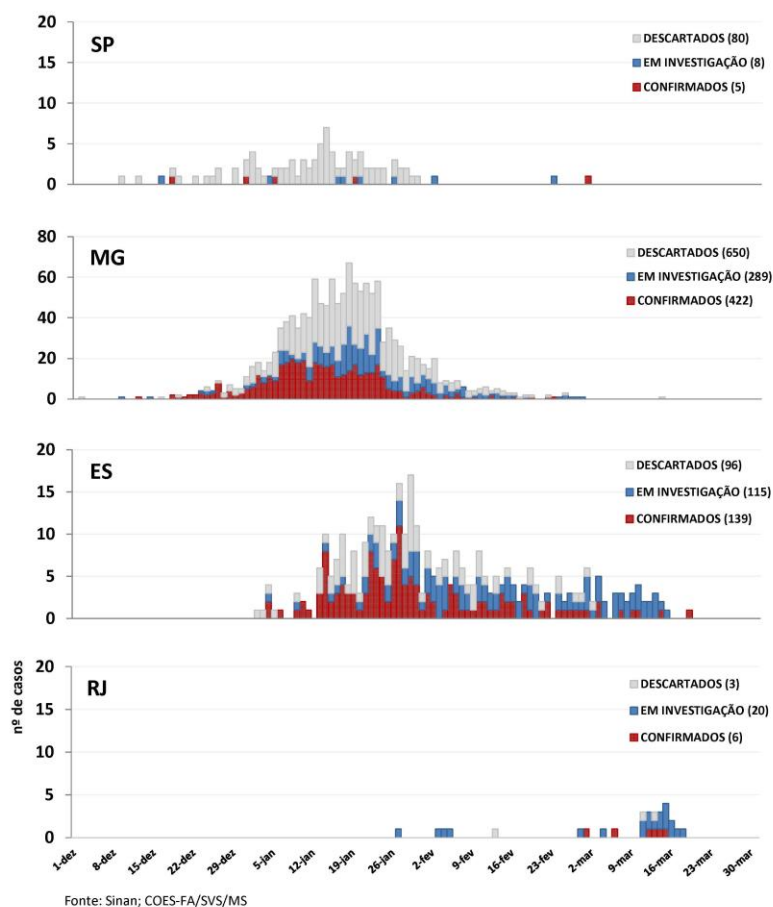 20
SP
DESCARTADOS (80)
15
EM INVESTIGAÇÃO (8)
CONFIRMADOS (5)
10
5
0
80
MG
DESCARTADOS (650)
60
EM INVESTIGAÇÃO (289)
CONFIRMADOS (422)
40
20
0
20
ES
DESCARTADOS (96)
15
EM INVESTIGAÇÃO (115)
CONFIRMADOS (139)
10
5
0
20
RJ
DESCARTADOS (3)
15
EM INVESTIGAÇÃO (20)
CONFIRMADOS (6)
10
5
0
nº de casos
1-dez 8-dez 15-dez 22-dez 29-dez 5-jan 12-jan 19-jan 26-jan 2-fev 9-fev 16-fev 23-fev 2-mar 9-mar 16-mar 23-mar 30-mar
Fonte: Sinan; COES-FA/SVS/MS